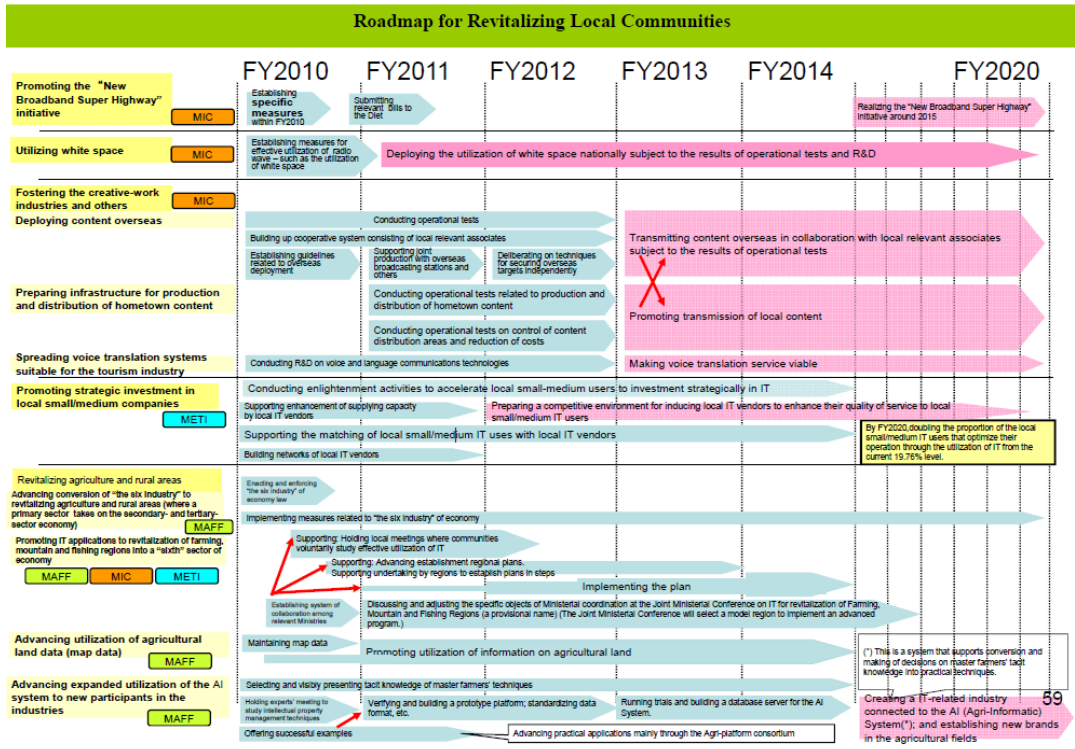 Roadmap for Revitalizing Local Communities
FY2010
FY2011
FY2012
FY2013
FY2014
FY2020
Promoting the “New
Broadband Super Highway”
initiative
MIC
Establishing
specific
measures
within FY2010
Submitting
relevant bills to
the Diet
Realizing the "New Broadband Super Highway"
Initiative around 2015
Utilizing white space
MIC
Establishing measures for
effective utilization of radio
wave – such as the utilization
of white space
Deploying the utilization of white space nationally subject to the results of operational tests and R&D
Fostering the creative-work
industries and others
MIC
Deploying content overseas
Conducting operational tests
Building up cooperative system consisting of local relevant associates
Establishing guidelines
related to overseas
deployment
Supporting joint
production with overseas
broadcasting stations and
others
Deliberating on techniques
for securing overseas
targets independently
Transmitting content overseas in collaboration with local relevant associates
subject to the results of operational tests
Preparing infrastructure for production
and distribution of hometown content
Conducting operational tests related to production and
distribution of hometown content
Conducting operational tests on control of content
distribution areas and reduction of costs
Promoting transmission of local content
Spreading voice translation systems
suitable for the tourism industry
Conducting R&D on voice and language communications technologies
Making voice translation service viable
Promoting strategic investment in
local small/medium companies
METI
Conducting enlightenment activities to accelerate local small-medium users to investment strategically in IT
Supporting enhancement of supplying capacity
by local IT vendors
Preparing a competitive environment for inducing local IT vendors to enhance their quality of service to local
small/medium IT users
Supporting the matching of local small/medium IT uses with local IT vendors
Building networks of local IT vendors
By FY2020,doubling the proportion of the local
small/medium IT users that optimize their
operation through the utilization of IT from the
current 19.76% level.
Revitalizing agriculture and rural areas
Advancing conversion of “the six industry” to
revitalizing agriculture and rural areas (where a
primary sector takes on the secondary- and tertiary-
sector economy)
MAFF
Enacting and enforcing
“the six industry” of
economy law
Implementing measures related to “the six industry” of economy
Promoting IT applications to revitalization of farming,
mountain and fishing regions into a “sixth” sector of
economy
MAFF
MIC
METI
Supporting: Holding local meetings where communities
voluntarily study effective utilization of IT
Supporting: Advancing establishment regional plans.
Supporting undertaking by regions to establish plans in steps
Implementing the plan
Establishing system of
collaboration among
relevant Ministries
Discussing and adjusting the specific objects of Ministerial coordination at the Joint Ministerial Conference on IT for revitalization of Farming,
Mountain and Fishing Regions (a provisional name) (The Joint Ministerial Conference will select a model region to implement an advanced
program.)
Advancing utilization of agricultural
land data (map data)
MAFF
Maintaining map data
Promoting utilization of information on agricultural land
(*) This is a system that supports conversion and
making of decisions on master farmers' tacit
knowledge into practical techniques.
Advancing expanded utilization of the AI
system to new participants in the
industries
MAFF
Selecting and visibly presenting tacit knowledge of master farmers' techniques
Holding experts' meeting to
study intellectual property
management techniques
Verifying and building a prototype platform; standardizing data
format, etc.
Running trials and building a database server for the AI
System.
Creating a IT-related industry
connected to the AI (Agri-Informatic)
System(*); and establishing new brands
in the agricultural fields
Offering successful examples
Advancing practical applications mainly through the Agri-platform consortium
59